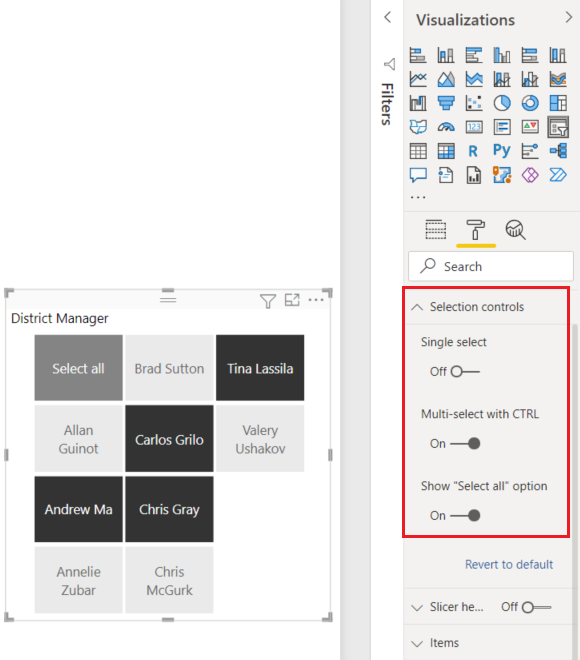 Visualizations
Filters
123
R
Py
...
Search
District Manager
Select all
Brad Sutton
Tina Lassila
Allan
Guinot
Carlos Grilo
Valery
Ushakov
Andrew Ma
Chris Gray
Annelie
Zubar
Chris
McGurk
Selection controls
Single select
Off
Multi-select with CTRL
On
Show "Select all" option
On
Revert to default
Slicer he... Off
Items